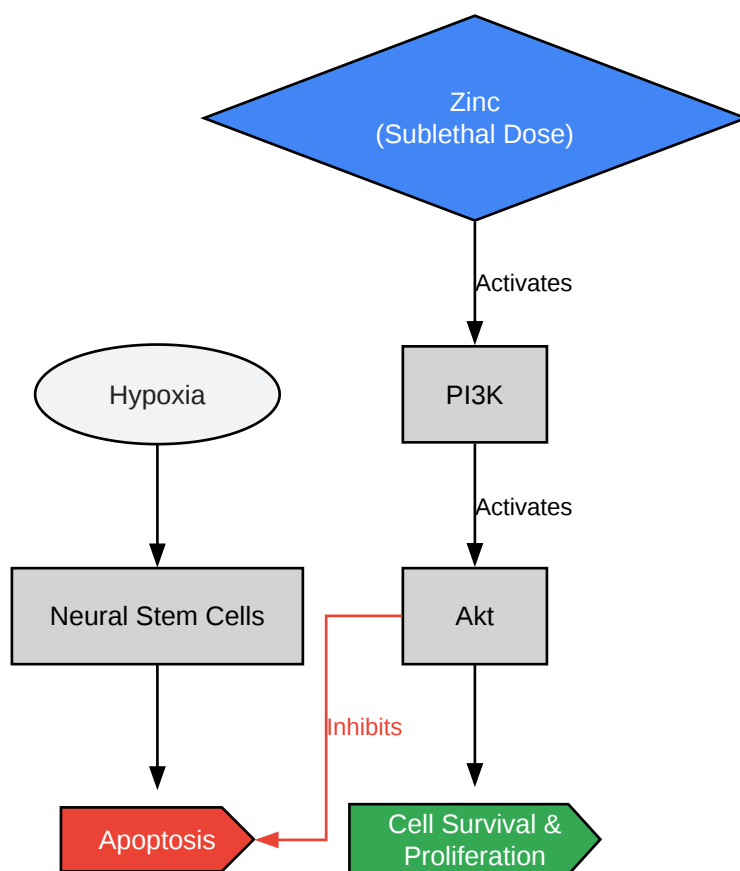 Zinc
(Sublethal Dose)
Activates
Hypoxia
PI3K
Activates
Neural Stem Cells
Akt
Inhibits
Apoptosis
Cell Survival &
Proliferation